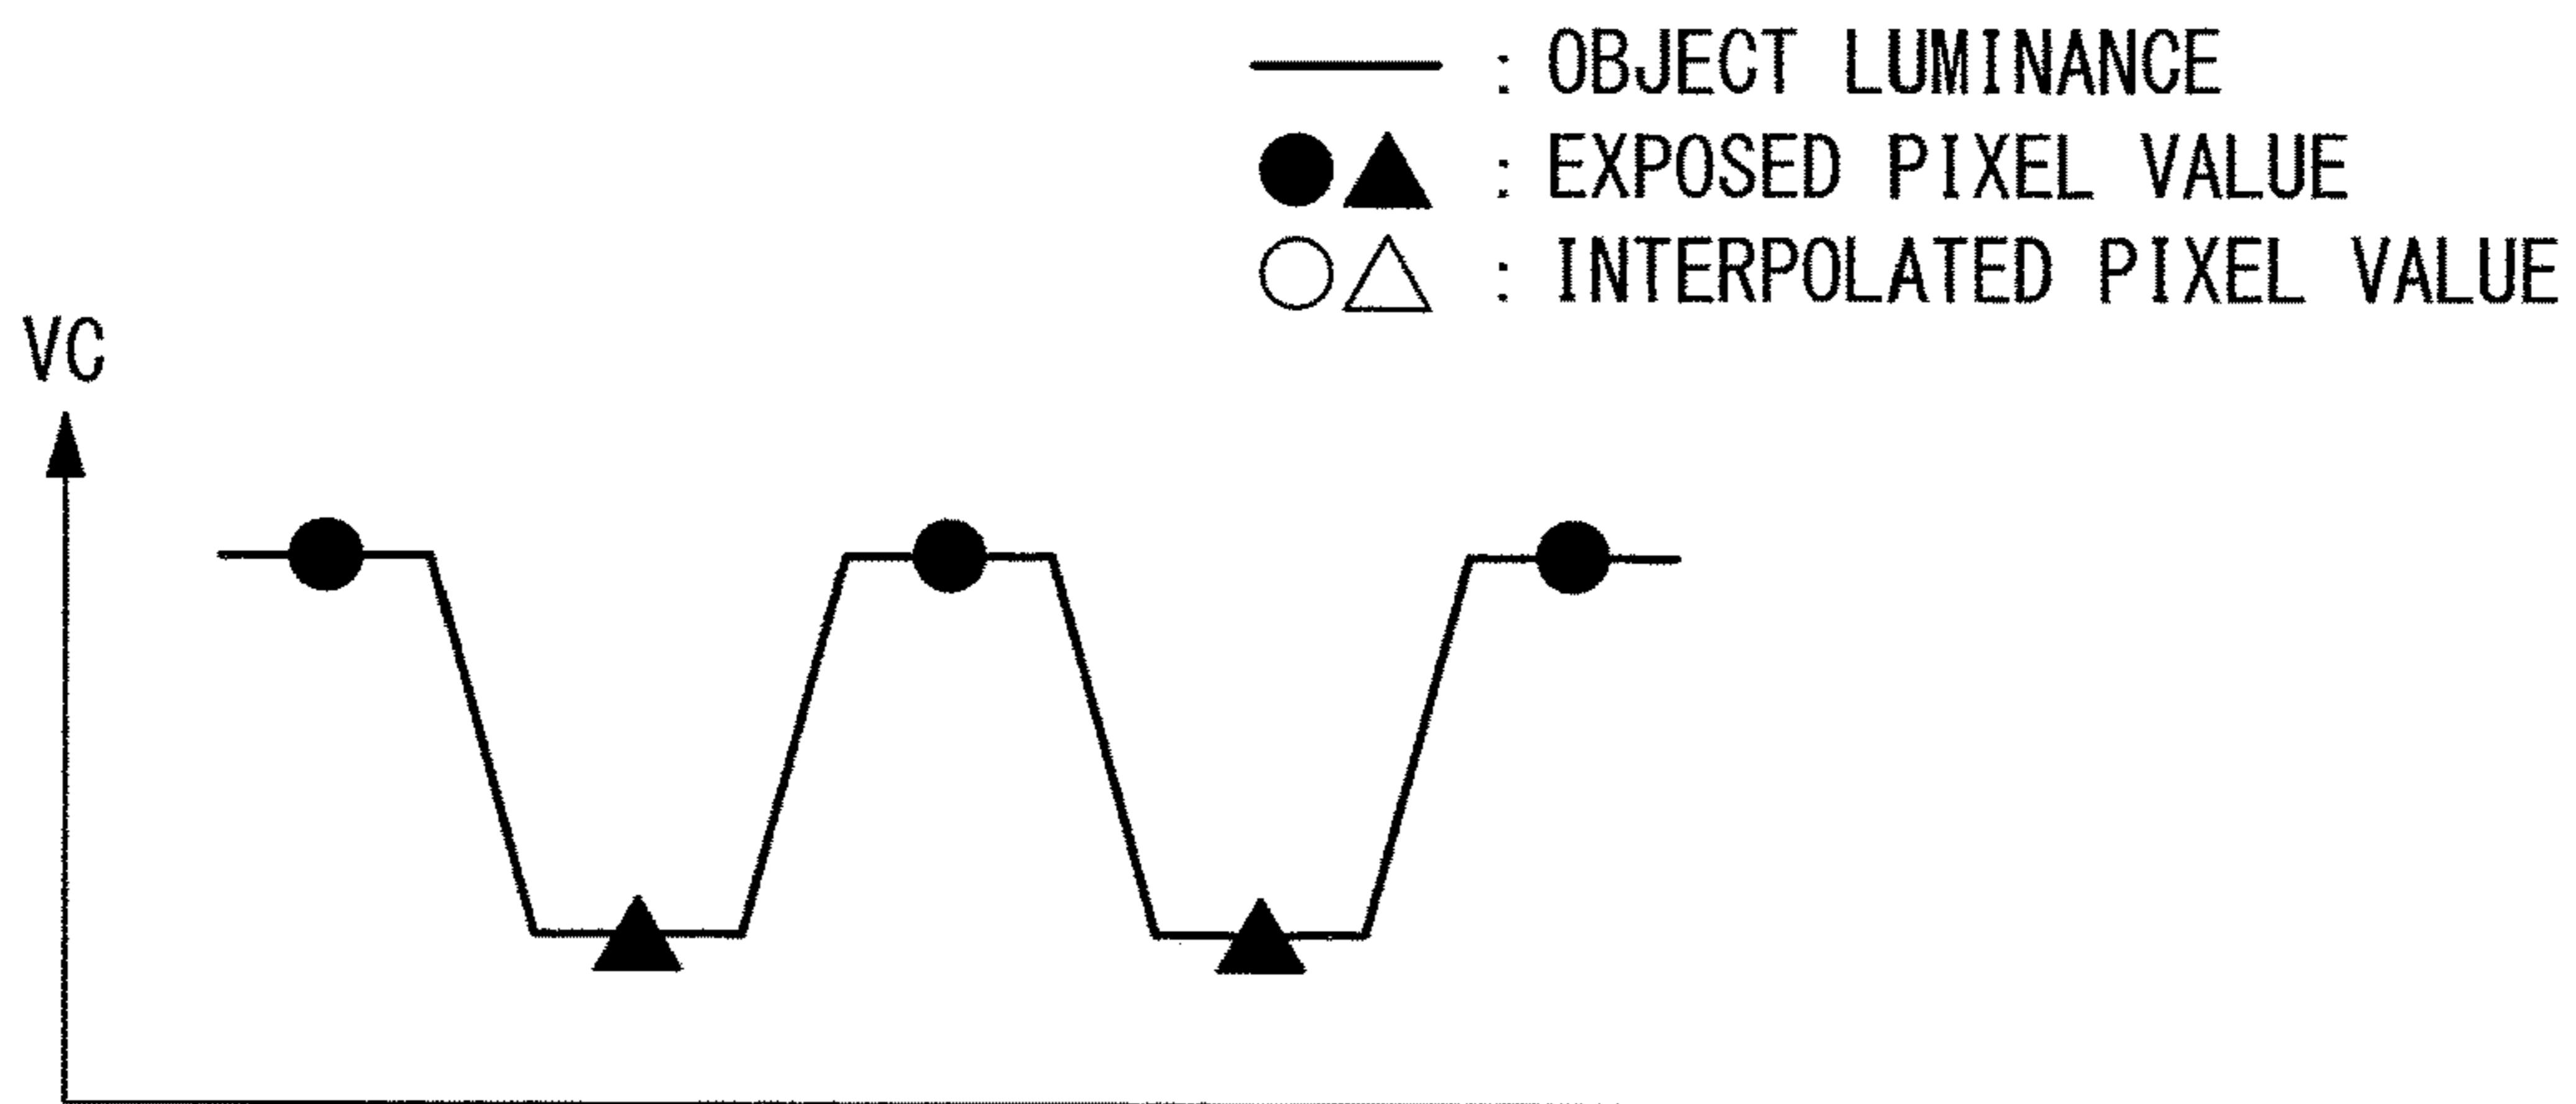 : OBJECT LUMINANCE
: EXPOSED PIXEL VALUE
: INTERPOLATED PIXEL VALUE
VC